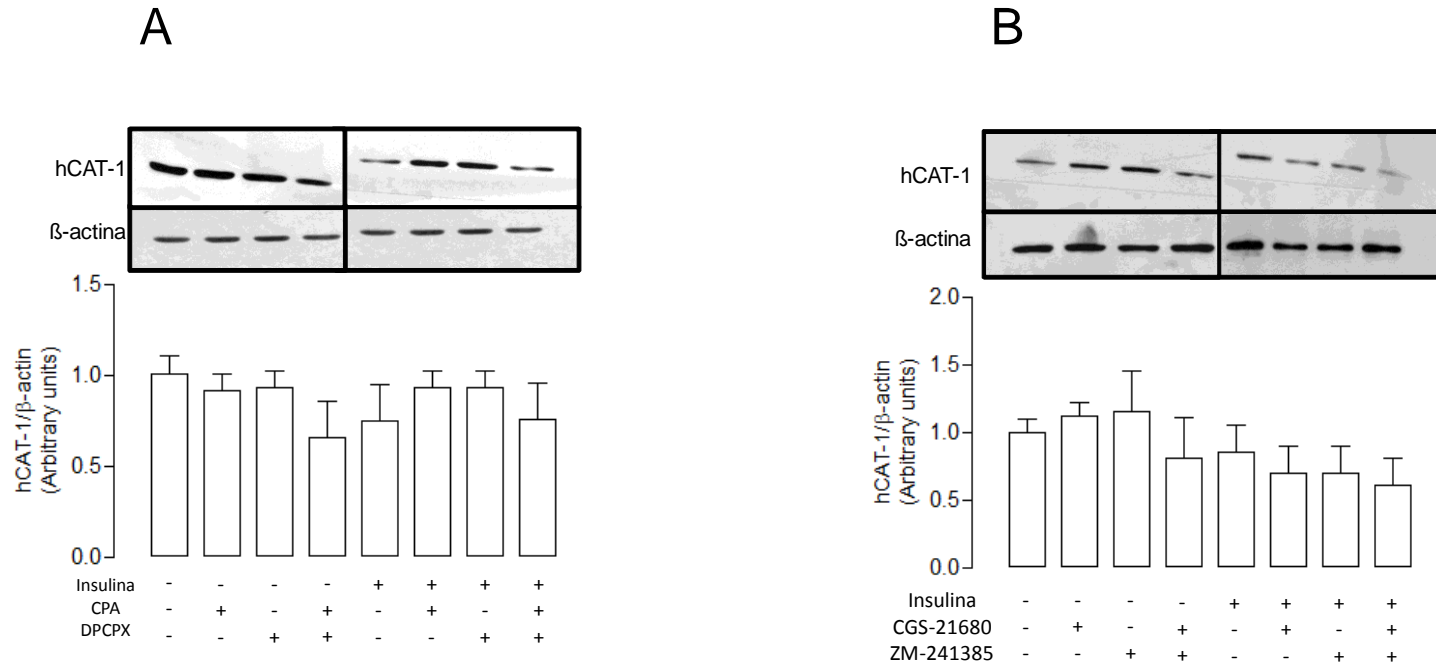 A
hCAT-1
ß-actina
1.5
1.0
0.5
0.0
hCAT-1/β-actin
(Arbitrary units)
Insulina - - - - + + + +
CPA - + - + - + - +
DPCPX - - + + - - + +
B
hCAT-1
ß-actina
2.0
1.5
1.0
0.5
0.0
hCAT-1/β-actin
(Arbitrary units)
Insulina - - - - + + + +
CGS-21680 - + - + - + - +
ZM-241385 - - + + - - + +